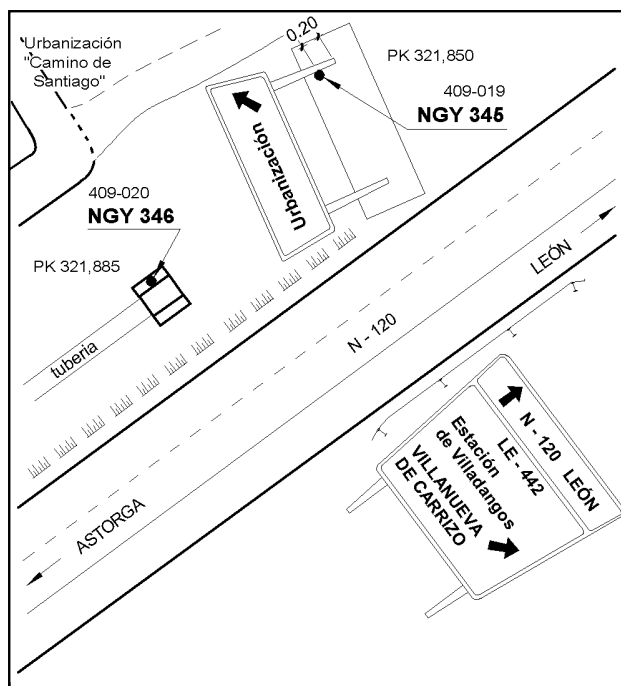 Urbanización
"Camino de
Santiago"
0.20
PK 321,850
409-019
NGY 345
Urbanización
409-020
NGY 346
PK 321,885
tuberia
LEÓN
N - 120
ASTORGA
N - 120 LEÓN
LE - 442
Estación
de Villadangos
VILLANUEVA
DE CARRIZO